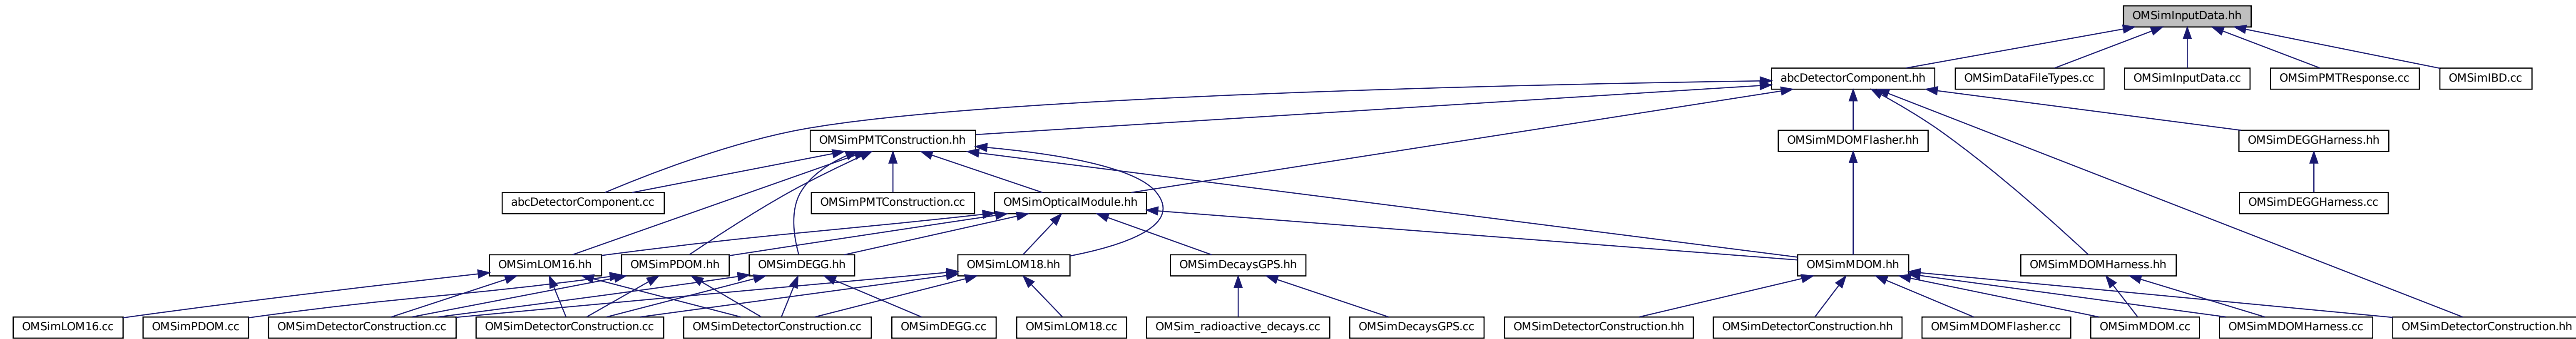 OMSimInputData.hh
abcDetectorComponent.hh
OMSimDataFileTypes.cc
OMSimInputData.cc
OMSimPMTResponse.cc
OMSimIBD.cc
OMSimPMTConstruction.hh
OMSimMDOMFlasher.hh
OMSimDEGGHarness.hh
abcDetectorComponent.cc
OMSimPMTConstruction.cc
OMSimOpticalModule.hh
OMSimDEGGHarness.cc
OMSimLOM16.hh
OMSimPDOM.hh
OMSimDEGG.hh
OMSimLOM18.hh
OMSimDecaysGPS.hh
OMSimMDOM.hh
OMSimMDOMHarness.hh
OMSimLOM16.cc
OMSimPDOM.cc
OMSimDetectorConstruction.cc
OMSimDetectorConstruction.cc
OMSimDetectorConstruction.cc
OMSimDEGG.cc
OMSimLOM18.cc
OMSim_radioactive_decays.cc
OMSimDecaysGPS.cc
OMSimDetectorConstruction.hh
OMSimDetectorConstruction.hh
OMSimMDOMFlasher.cc
OMSimMDOM.cc
OMSimMDOMHarness.cc
OMSimDetectorConstruction.hh